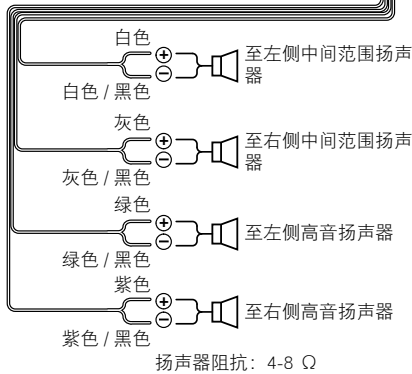 白色
⊕
至左侧中间范围扬声
⊖
器
白色 / 黑色
灰色
⊕
至右侧中间范围扬声
⊖
器
灰色 / 黑色
绿色
⊕
至左侧高音扬声器
⊖
绿色 / 黑色
紫色
⊕
至右侧高音扬声器
⊖
紫色 / 黑色
扬声器阻抗：4-8 Ω